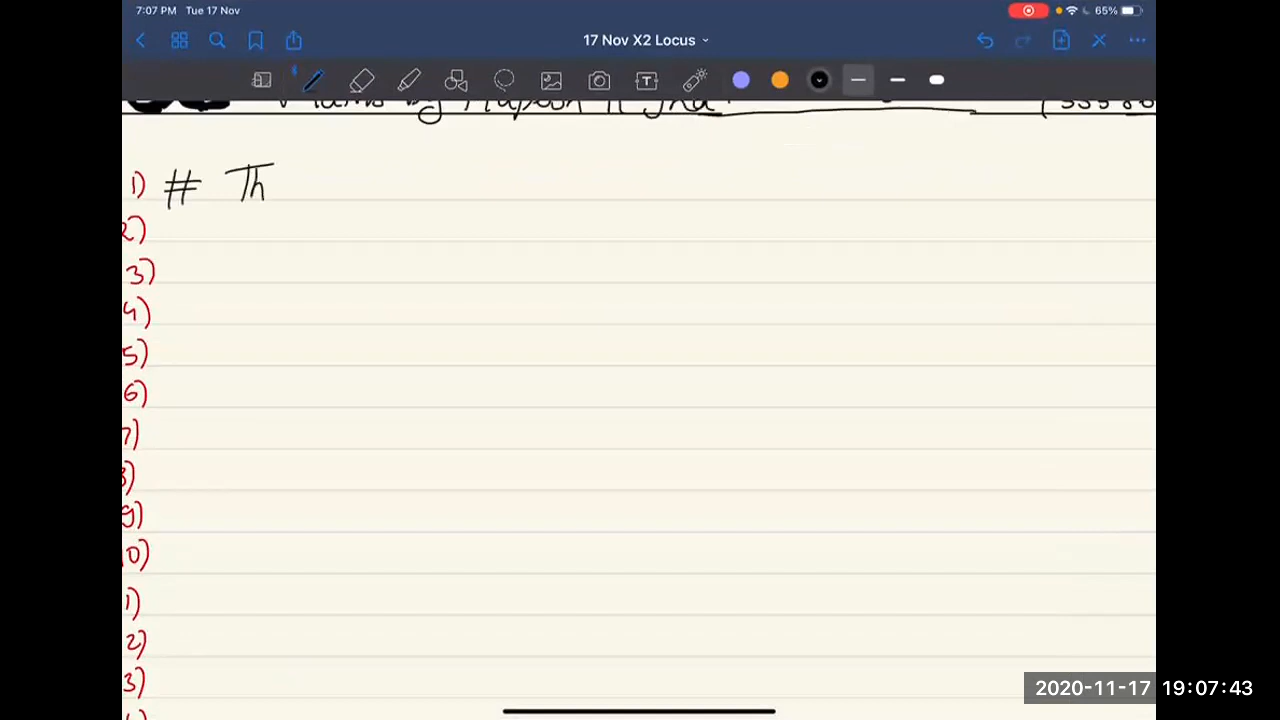 7:07 PM Tue 17 Nov 65%
17 Nov X2 Locus
T
by
1) # Th
2)
3)
4)
5)
6)
7)
8)
9)
10)
1)
2)
3)
2020-11-17 19:07:43